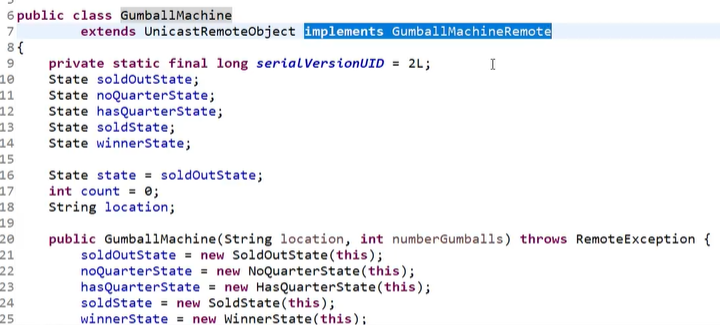 6 public class GumballMachine
7 extends UnicastRemoteObject implements GumballMachineRemote
8 {
9 private static final long serialVersionUID = 2L;
10 State soldOutState;
11 State noQuarterState;
12 State hasQuarterState;
13 State soldState;
14 State winnerState;
15
16 State state = soldOutState;
17 int count = 0;
18 String location;
19
20 public GumballMachine(String location, int numberGumballs) throws RemoteException {
21 soldOutState = new SoldOutState(this);
22 noQuarterState = new NoQuarterState(this);
23 hasQuarterState = new HasQuarterState(this);
24 soldState = new SoldState(this);
25 winnerState = new WinnerState(this);